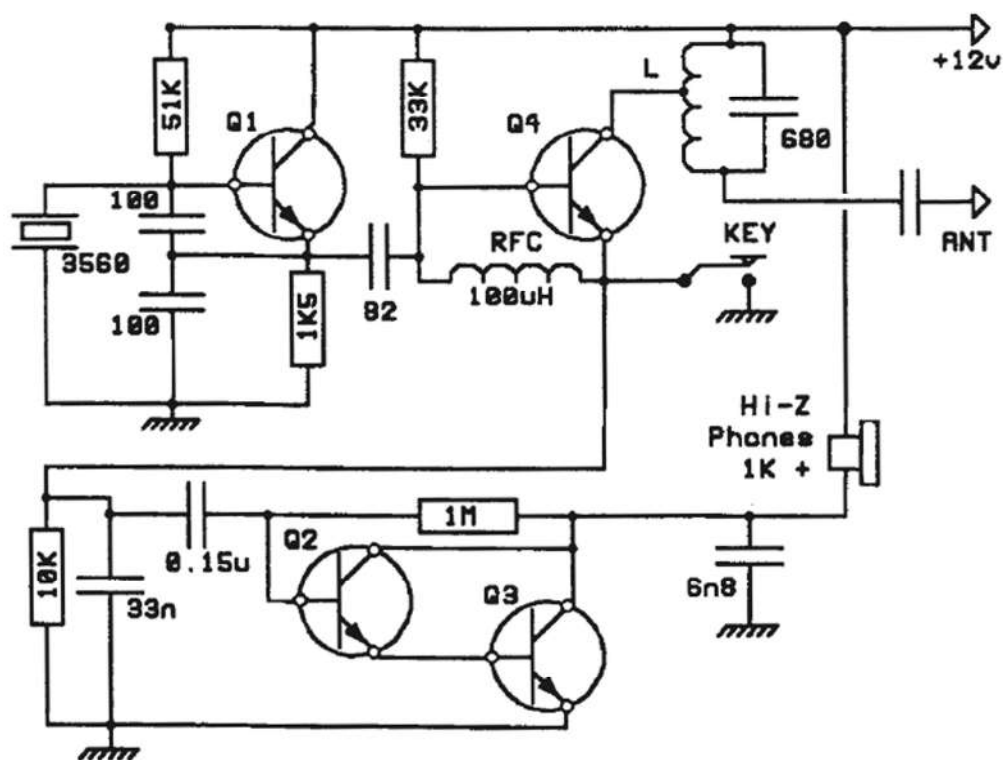 +12v
51K
Q1
33K
Q4
L
680
100
3560
100
1K5
82
RFC
100uH
KEY
ANT
Hi-Z
Phones
1K +
10K
33n
0.15u
Q2
1M
Q3
6n8